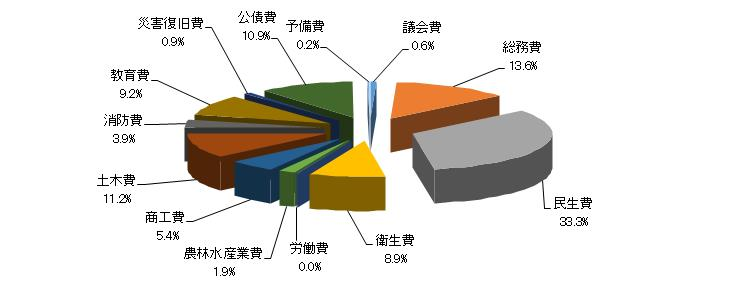 議会費
0.6%
総務費
13.6%
民生費
33.3%
衛生費
8.9%
労働費
0.0%
農林水産業費
1.9%
商工費
5.4%
土木費
11.2%
消防費
3.9%
教育費
9.2%
災害復旧費
0.9%
公債費
10.9%
予備費
0.2%